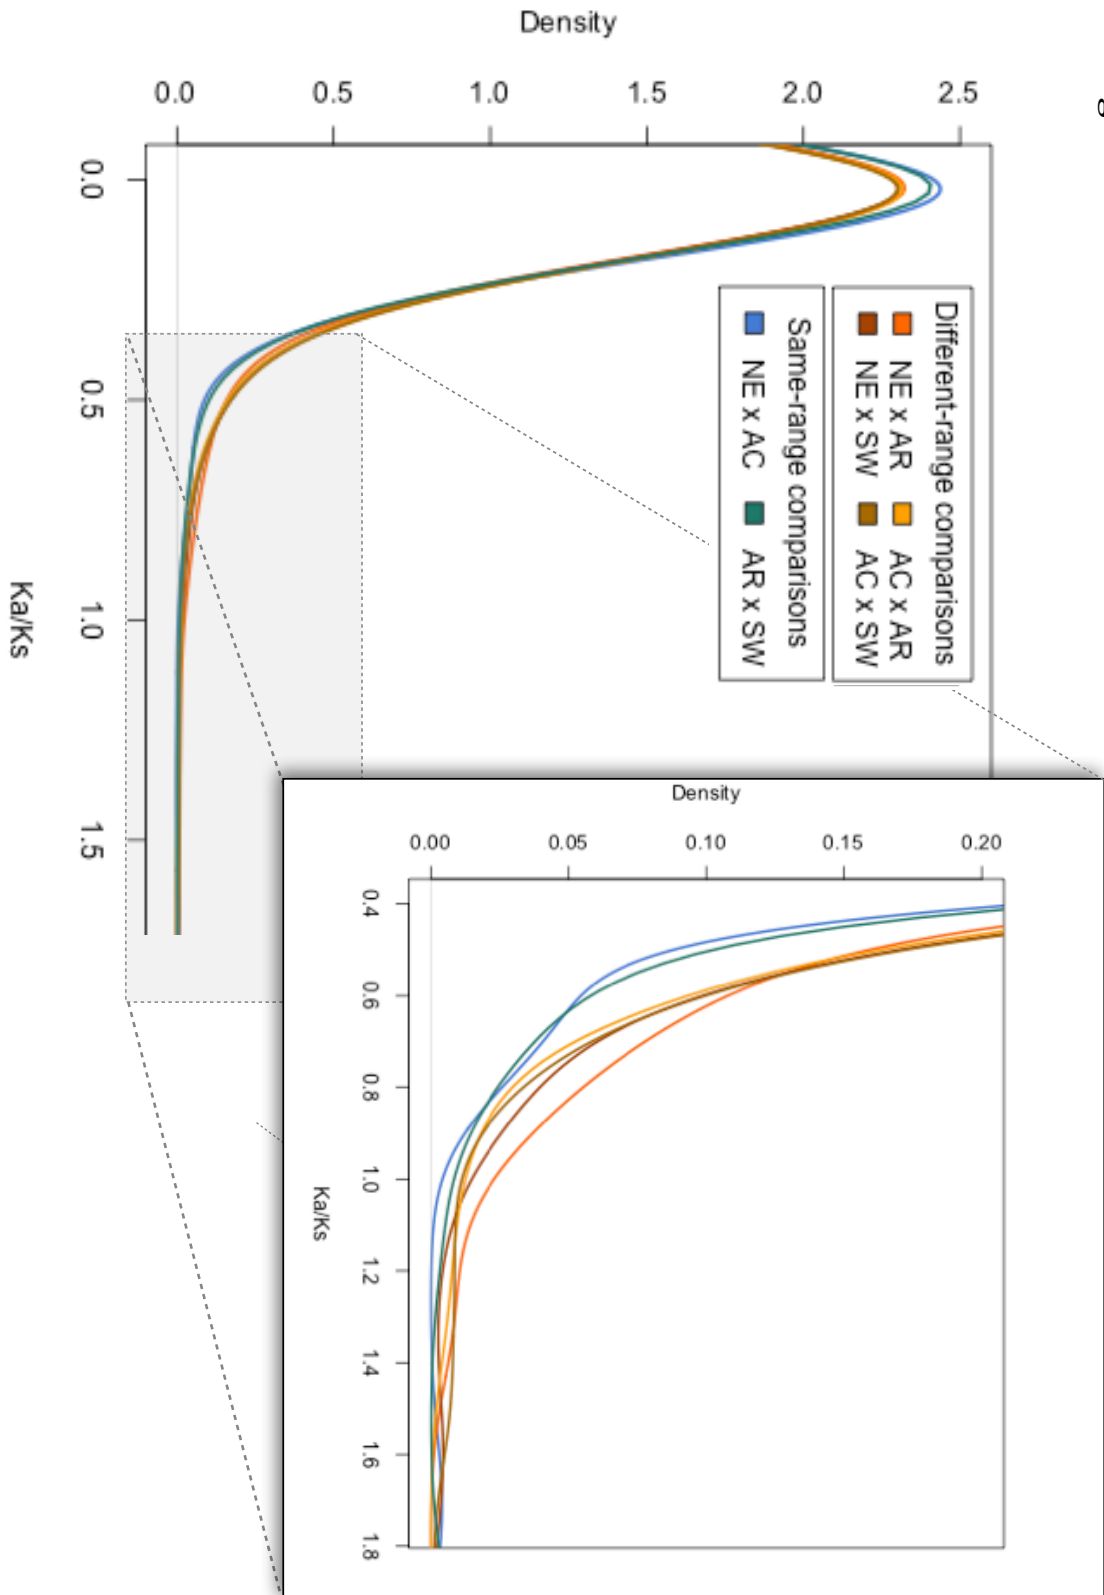 Density
0.0 0.5 1.0 1.5 2.0 2.5
0.0
0.5
1.0
1.5
Ka/Ks
Different-range comparisons
NE x AR AC x AR
NE x SW AC x SW
Same-range comparisons
NE x AC AR x SW
Density
0.00 0.05 0.10 0.15 0.20
0.4
0.6
0.8
1.0
1.2
1.4
1.6
1.8
Ka/Ks